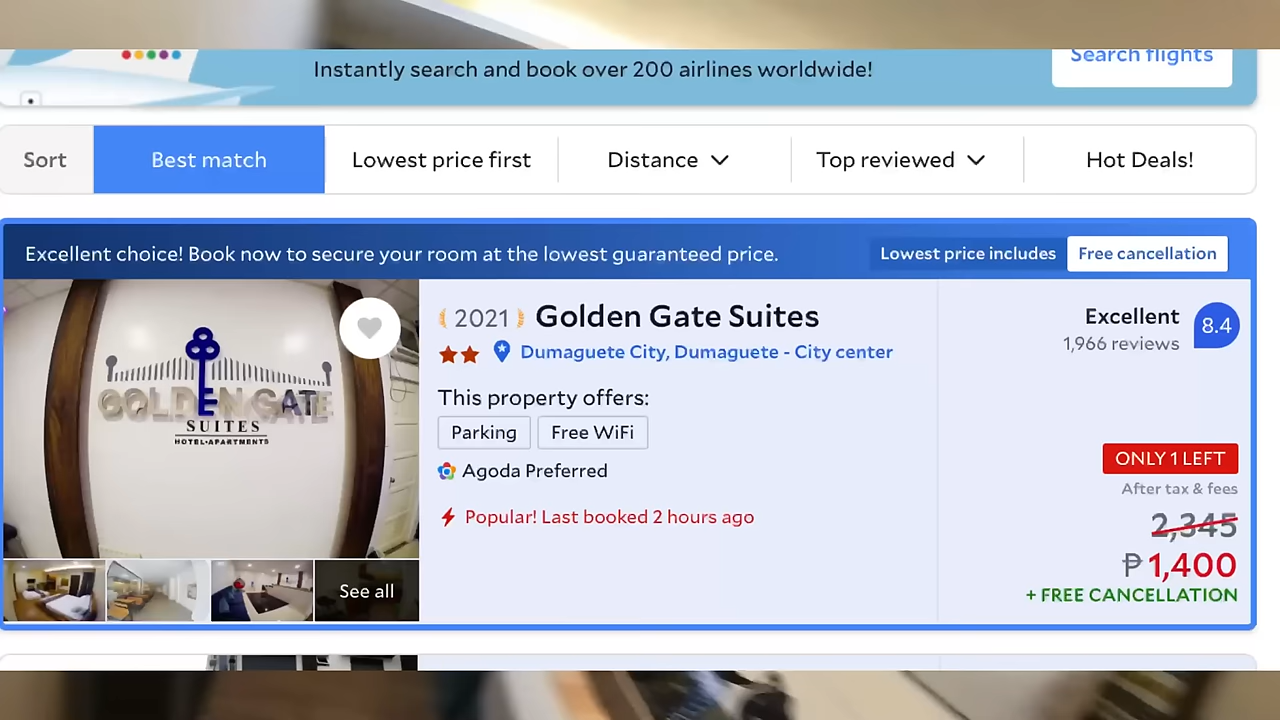 Instantly search and book over 200 airlines worldwide!
Search flights
Sort
Best match
Lowest price first
Distance
Top reviewed
Hot Deals!
Excellent choice! Book now to secure your room at the lowest guaranteed price.
Lowest price includes
Free cancellation
GOLDEN GATE
SUITES
HOTEL•APARTMENTS
See all
2021
Golden Gate Suites
Dumaguete City, Dumaguete - City center
This property offers:
Parking
Free WiFi
Agoda Preferred
Popular! Last booked 2 hours ago
Excellent
8.4
1,966 reviews
ONLY 1 LEFT
After tax & fees
2,345
₱ 1,400
+ FREE CANCELLATION